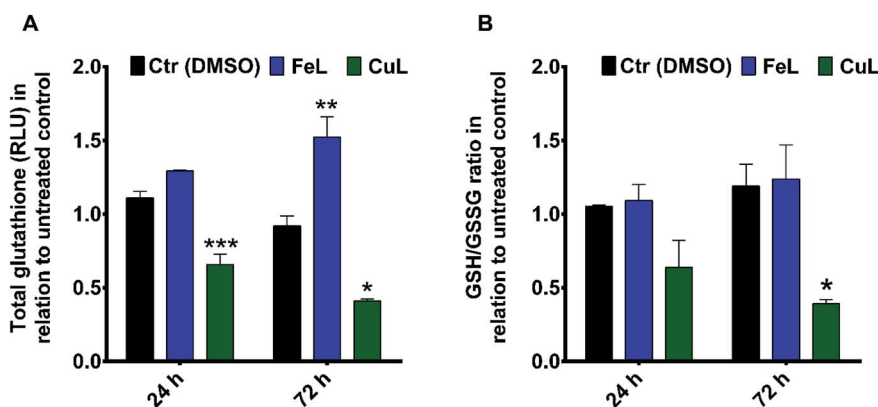 A
Total glutathione (RLU) in
relation to untreated control
2.0
1.5
1.0
0.5
0.0
Ctr (DMSO) FeL CuL
***
**
*
24 h
72 h
B
GSH/GSSG ratio in
relation to untreated control
2.0
1.5
1.0
0.5
0.0
Ctr (DMSO) FeL CuL
*
24 h
72 h